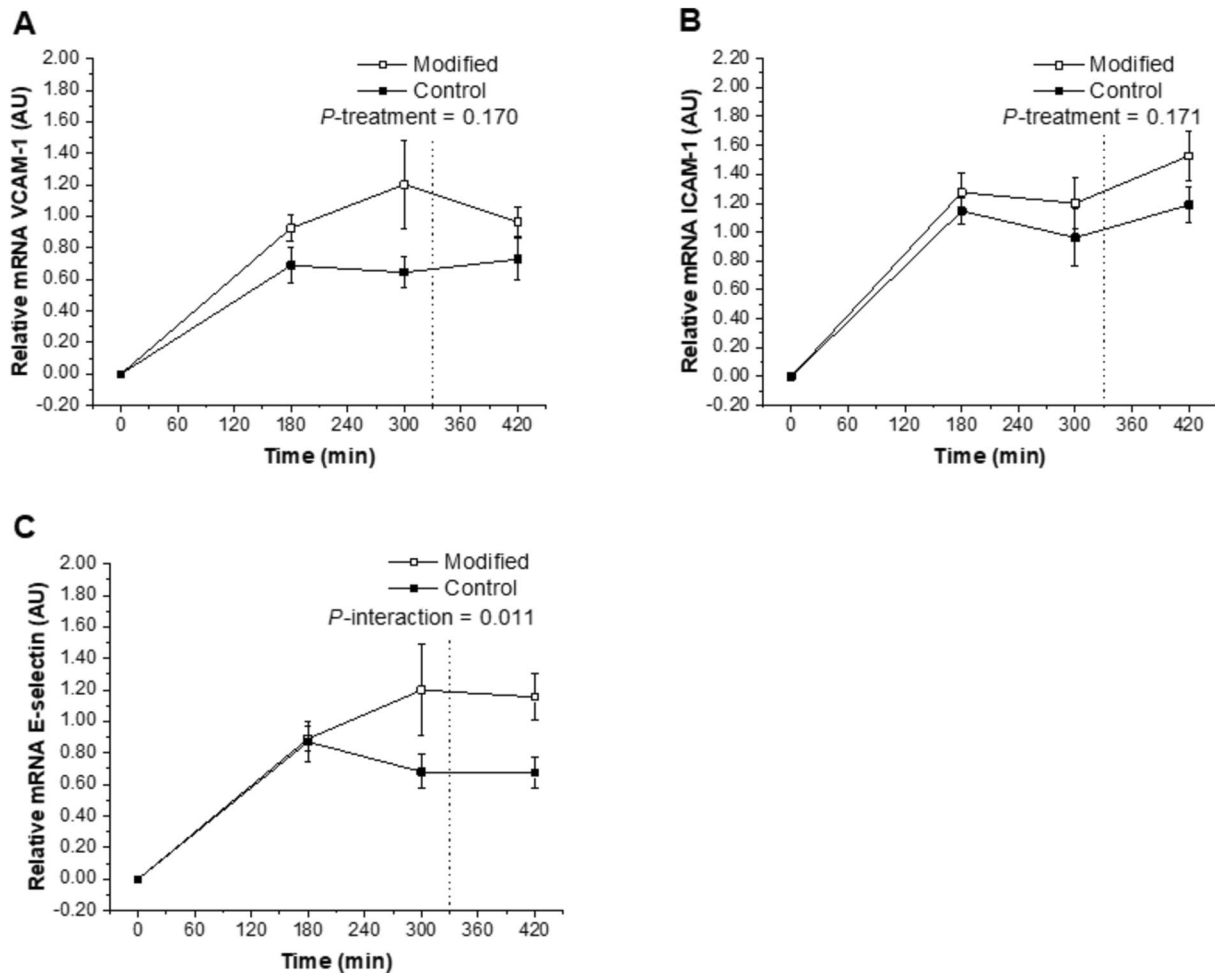 A
Modified
Control
P-treatment = 0.170
Relative mRNA VCAM-1 (AU)
2.00
1.80
1.60
1.40
1.20
1.00
0.80
0.60
0.40
0.20
0.00
-0.20
0 60 120 180 240 300 360 420
Time (min)
B
Modified
Control
P-treatment = 0.171
Relative mRNA ICAM-1 (AU)
2.20
2.00
1.80
1.60
1.40
1.20
1.00
0.80
0.60
0.40
0.20
0.00
-0.20
0 60 120 180 240 300 360 420
Time (min)
C
Modified
Control
P-interaction = 0.011
Relative mRNA E-selectin (AU)
2.00
1.80
1.60
1.40
1.20
1.00
0.80
0.60
0.40
0.20
0.00
-0.20
0 60 120 180 240 300 360 420
Time (min)